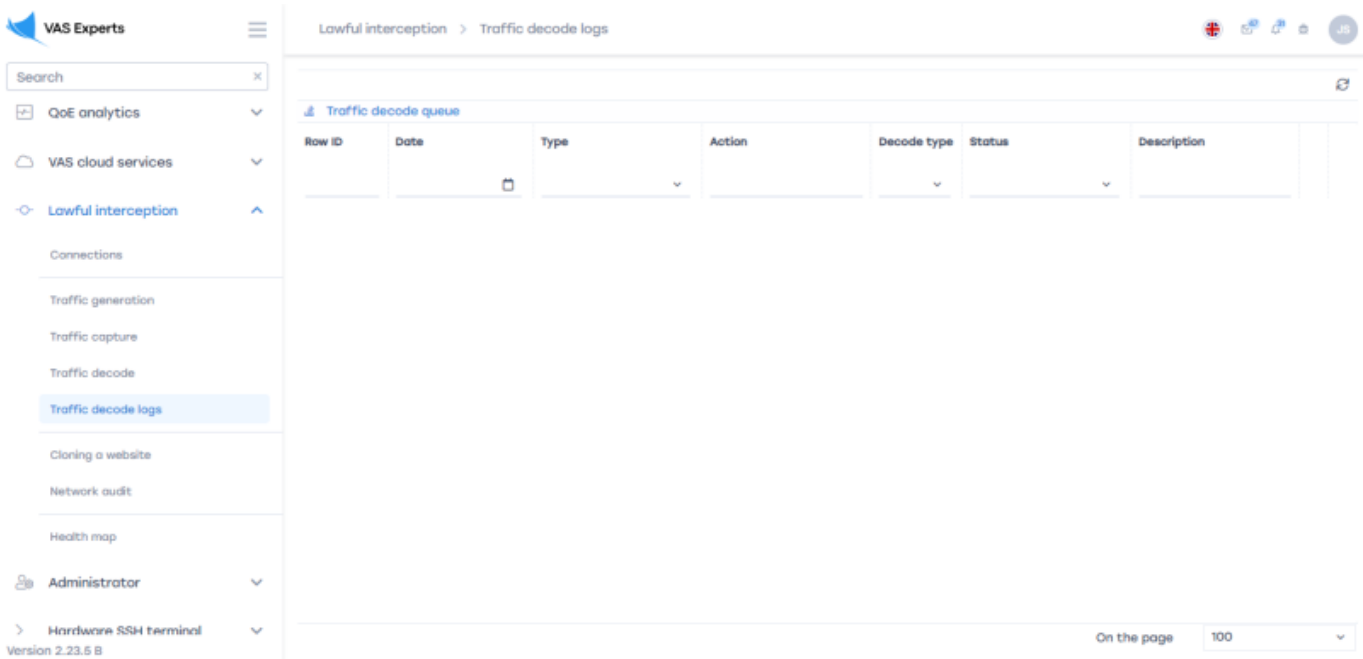 VAS Experts
Lawful interception > Traffic decode logs
JS
Search
QoE analytics
VAS cloud services
Lawful interception
Connections
Traffic generation
Traffic capture
Traffic decode
Traffic decode logs
Cloning a website
Network audit
Health map
Administrator
Hardware SSH terminal
Version 2.23.5 B
Traffic decode queue
Row ID Date Type Action Decode type Status Description
On the page 100